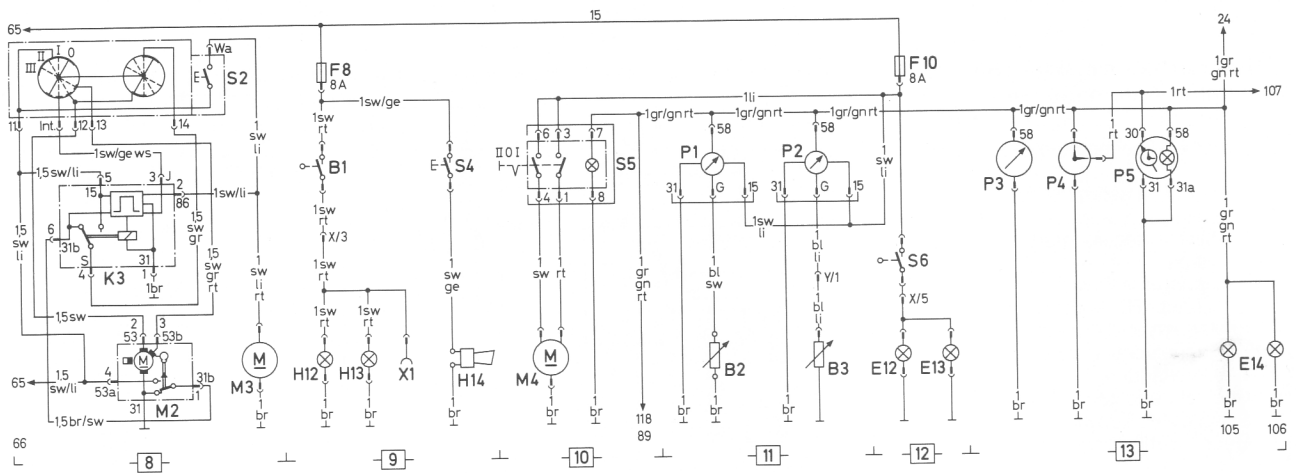 65
15
24
II I O
III
Wa
S2
F8
8A
F10
8A
1gr
gn rt
1sw/ge
1li
1rt
107
11
Int.
12
13
14
1sw/ge ws
1,5sw/li
5
3
J
2
86
1sw/li
15
6
31b
S
4
31
1
K3
1br
1,5
sw
li
1,5
sw
gr
1,5
sw
gr
rt
1
sw
li
1
sw
li
rt
1,5sw
2
53
3
53b
M
4
53a
31b
1
31
M2
65
1,5
sw/li
1,5br/sw
M
M3
1
br
1sw
rt
B1
1sw
rt
X/3
1sw
rt
1sw
rt
1sw
rt
H12
H13
X1
1
br
1
br
S4
1
sw
ge
H14
1
br
6
3
7
II O I
S5
4
1
8
1
sw
1
rt
M
M4
1
br
1
br
1gr/gnrt
1gr/gnrt
1gr/gnrt
1gr/gnrt
1
gr
gn
rt
118
89
58
P1
31
G
15
1sw
li
1
bl
sw
B2
1
br
1
br
58
P2
31
G
15
1
sw
li
1
bl
li
Y/1
1
bl
li
B3
1
br
1
br
S6
X/5
E12
E13
1
br
58
P3
1
br
58
P4
1
rt
1
br
30
58
P5
31
31a
1
br
1
gr
gn
rt
E14
1
br
1
br
105
106
66
8
9
10
11
12
13